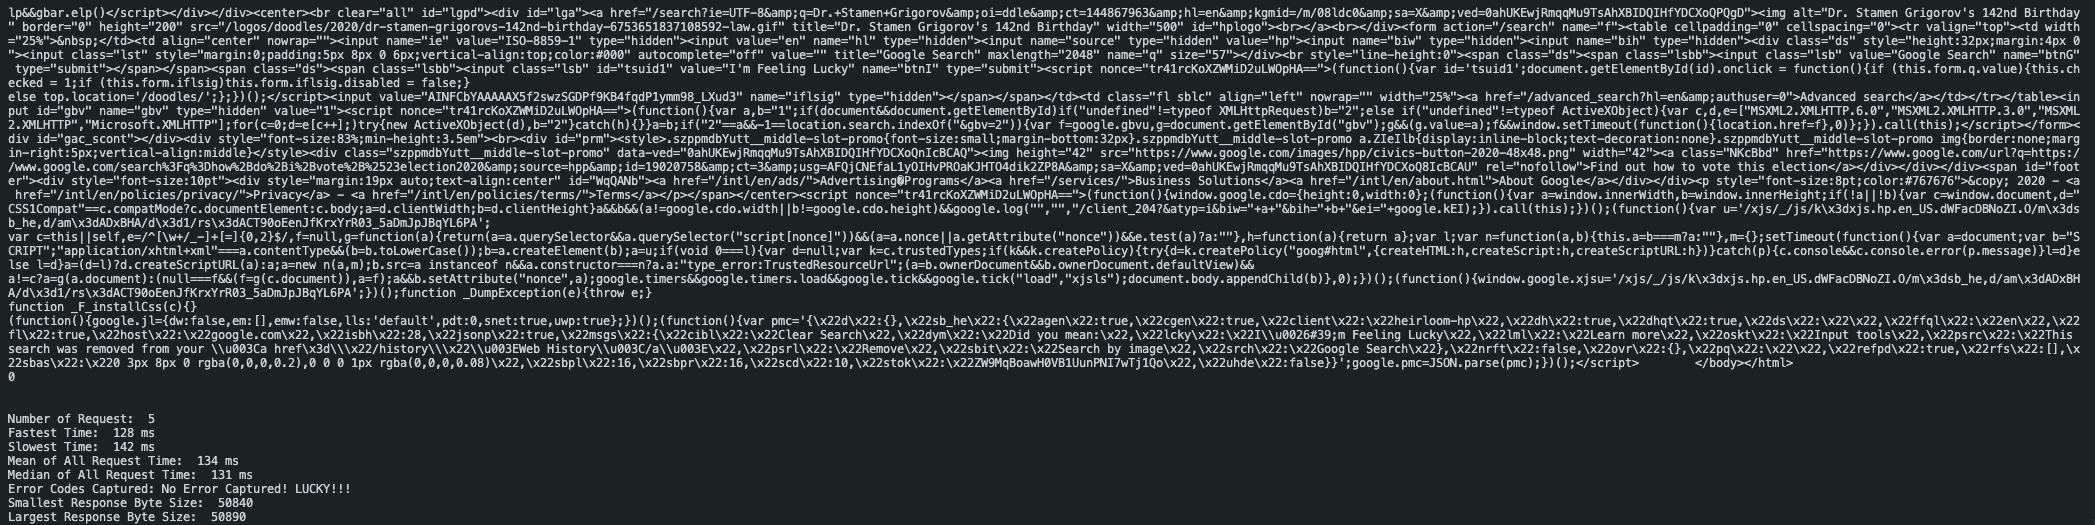 lp&&gbar.elp()</script></div></div><center><br clear="all" id="lgpd"><div id="lga"><a href="/search?ie=UTF-8&amp;q=Dr.+Stamen+Grigorov&amp;oi=ddle&amp;ct=144867963&amp;hl=en&amp;kgmid=/m/08ldc0&amp;sa=X&amp;ved=0ahUKEwjRmqqMu9TsAhXBIDQIHfYDCXoQPQgD"><img alt="Dr. Stamen Grigorov's 142nd Birthday
" border="0" height="200" src="/logos/doodles/2020/dr-stamen-grigorovs-142nd-birthday-6753651837108592-law.gif" title="Dr. Stamen Grigorov's 142nd Birthday" width="500" id="hplogo"><br></a><br></div><form action="/search" name="f"><table cellpadding="0" cellspacing="0"><tr valign="top"><td width
="25%">&nbsp;</td><td align="center" nowrap=""><input name="ie" value="ISO-8859-1" type="hidden"><input value="en" name="hl" type="hidden"><input name="source" type="hidden" value="hp"><input name="biw" type="hidden"><input name="bih" type="hidden"><div class="ds" style="height:32px;margin:4px 0
"><input class="lst" style="margin:0;padding:5px 8px 0 6px;vertical-align:top;color:#000" autocomplete="off" value="" title="Google Search" maxlength="2048" name="q" size="57"></div><br style="line-height:0"><span class="ds"><span class="lsbb"><input class="lsb" value="Google Search" name="btnG"
 type="submit"></span></span><span class="ds"><span class="lsbb"><input class="lsb" id="tsuid1" value="I'm Feeling Lucky" name="btnI" type="submit"><script nonce="tr41rcKoXZWMiD2uLWOpHA==">(function(){var id='tsuid1';document.getElementById(id).onclick = function(){if (this.form.q.value){this.ch
ecked = 1;if (this.form.iflsig)this.form.iflsig.disabled = false;}
else top.location='/doodles/';};})();</script><input value="AINFCbYAAAAAX5f2swzSGDPf9KB4fqdP1ymm98_LXud3" name="iflsig" type="hidden"></span></span></td><td class="fl sblc" align="left" nowrap="" width="25%"><a href="/advanced_search?hl=en&amp;authuser=0">Advanced search</a></td></tr></table><in
put id="gbv" name="gbv" type="hidden" value="1"><script nonce="tr41rcKoXZWMiD2uLWOpHA==">(function(){var a,b="1";if(document&&document.getElementById)if("undefined"!=typeof XMLHttpRequest)b="2";else if("undefined"!=typeof ActiveXObject){var c,d,e=["MSXML2.XMLHTTP.6.0","MSXML2.XMLHTTP.3.0","MSXML
2.XMLHTTP","Microsoft.XMLHTTP"];for(c=0;d=e[c++];)try{new ActiveXObject(d),b="2"}catch(h){}}a=b;if("2"==a&&-1==location.search.indexOf("&gbv=2")){var f=google.gbvu,g=document.getElementById("gbv");g&&(g.value=a);f&&window.setTimeout(function(){location.href=f},0)};}).call(this);</script></form><
div id="gac_scont"></div><div style="font-size:83%;min-height:3.5em"><br><div id="prm"><style>.szppmdbYutt__middle-slot-promo{font-size:small;margin-bottom:32px}.szppmdbYutt__middle-slot-promo a.ZIeIlb{display:inline-block;text-decoration:none}.szppmdbYutt__middle-slot-promo img{border:none;marg
in-right:5px;vertical-align:middle}</style><div class="szppmdbYutt__middle-slot-promo" data-ved="0ahUKEwjRmqqMu9TsAhXBIDQIHfYDCXoQnIcBCAQ"><img height="42" src="https://www.google.com/images/hpp/civics-button-2020-48x48.png" width="42"><a class="NKcBbd" href="https://www.google.com/url?q=https:/
/www.google.com/search%3Fq%3Dhow%2Bdo%2Bi%2Bvote%2B%2523election2020&amp;source=hpp&amp;id=19020758&amp;ct=3&amp;usg=AFQjCNEfaL1yOIHvPROaKJHTO4dik2ZP8A&amp;sa=X&amp;ved=0ahUKEwjRmqqMu9TsAhXBIDQIHfYDCXoQ8IcBCAU" rel="nofollow">Find out how to vote this election</a></div></div></div><span id="foot
er"><div style="font-size:10pt"><div style="margin:19px auto;text-align:center" id="WqQANb"><a href="/intl/en/ads/">Advertising�Programs</a><a href="/services/">Business Solutions</a><a href="/intl/en/about.html">About Google</a></div></div><p style="font-size:8pt;color:#767676">&copy; 2020 - <a
 href="/intl/en/policies/privacy/">Privacy</a> - <a href="/intl/en/policies/terms/">Terms</a></p></span></center><script nonce="tr41rcKoXZWMiD2uLWOpHA==">(function(){window.google.cdo={height:0,width:0};(function(){var a=window.innerWidth,b=window.innerHeight;if(!a||!b){var c=window.document,d="
CSS1Compat"==c.compatMode?c.documentElement:c.body;a=d.clientWidth;b=d.clientHeight}a&&b&&(a!=google.cdo.width||b!=google.cdo.height)&&google.log("","","/client_204?&atyp=i&biw="+a+"&bih="+b+"&ei="+google.kEI);}).call(this);})();(function(){var u='/xjs/_/js/k\x3dxjs.hp.en_US.dWFacDBNoZI.O/m\x3ds
b_he,d/am\x3dADxBHA/d\x3d1/rs\x3dACT90oEenJfKrxYrR03_5aDmJpJBqYL6PA';
var c=this||self,e=/^[\w+/_-]+[=]{0,2}$/,f=null,g=function(a){return(a=a.querySelector&&a.querySelector("script[nonce]"))&&(a=a.nonce||a.getAttribute("nonce"))&&e.test(a)?a:""},h=function(a){return a};var l;var n=function(a,b){this.a=b===m?a:""},m={};setTimeout(function(){var a=document;var b="S
CRIPT";"application/xhtml+xml"===a.contentType&&(b=b.toLowerCase());b=a.createElement(b);a=u;if(void 0===l){var d=null;var k=c.trustedTypes;if(k&&k.createPolicy){try{d=k.createPolicy("goog#html",{createHTML:h,createScript:h,createScriptURL:h})}catch(p){c.console&&c.console.error(p.message)}l=d}e
lse l=d}a=(d=l)?d.createScriptURL(a):a;a=new n(a,m);b.src=a instanceof n&&a.constructor===n?a.a:"type_error:TrustedResourceUrl";(a=b.ownerDocument&&b.ownerDocument.defaultView)&&
a!=c?a=g(a.document):(null===f&&(f=g(c.document)),a=f);a&&b.setAttribute("nonce",a);google.timers&&google.timers.load&&google.tick&&google.tick("load","xjsls");document.body.appendChild(b)},0);})();(function(){window.google.xjsu='/xjs/_/js/k\x3dxjs.hp.en_US.dWFacDBNoZI.O/m\x3dsb_he,d/am\x3dADxBH
A/d\x3d1/rs\x3dACT90oEenJfKrxYrR03_5aDmJpJBqYL6PA';})();function _DumpException(e){throw e;}
function _F_installCss(c){}
(function(){google.jl={dw:false,em:[],emw:false,lls:'default',pdt:0,snet:true,uwp:true};})();(function(){var pmc='{\x22d\x22:{},\x22sb_he\x22:{\x22agen\x22:true,\x22cgen\x22:true,\x22client\x22:\x22heirloom-hp\x22,\x22dh\x22:true,\x22dhqt\x22:true,\x22ds\x22:\x22\x22,\x22ffql\x22:\x22en\x22,\x22
fl\x22:true,\x22host\x22:\x22google.com\x22,\x22isbh\x22:28,\x22jsonp\x22:true,\x22msgs\x22:{\x22cibl\x22:\x22Clear Search\x22,\x22dym\x22:\x22Did you mean:\x22,\x22lcky\x22:\x22I\\u0026#39;m Feeling Lucky\x22,\x22lml\x22:\x22Learn more\x22,\x22oskt\x22:\x22Input tools\x22,\x22psrc\x22:\x22This 
search was removed from your \\u003Ca href\x3d\\\x22/history\\\x22\\u003EWeb History\\u003C/a\\u003E\x22,\x22psrl\x22:\x22Remove\x22,\x22sbit\x22:\x22Search by image\x22,\x22srch\x22:\x22Google Search\x22},\x22nrft\x22:false,\x22ovr\x22:{},\x22pq\x22:\x22\x22,\x22refpd\x22:true,\x22rfs\x22:[],\x
22sbas\x22:\x220 3px 8px 0 rgba(0,0,0,0.2),0 0 0 1px rgba(0,0,0,0.08)\x22,\x22sbpl\x22:16,\x22sbpr\x22:16,\x22scd\x22:10,\x22stok\x22:\x22ZW9MqBoawH0VB1UunPNI7wTj1Qo\x22,\x22uhde\x22:false}}';google.pmc=JSON.parse(pmc);})();</script>        </body></html>
0
Number of Request:  5
Fastest Time:  128 ms
Slowest Time:  142 ms
Mean of All Request Time:  134 ms
Median of All Request Time:  131 ms
Error Codes Captured: No Error Captured! LUCKY!!!
Smallest Response Byte Size:  50840
Largest Response Byte Size:  50890